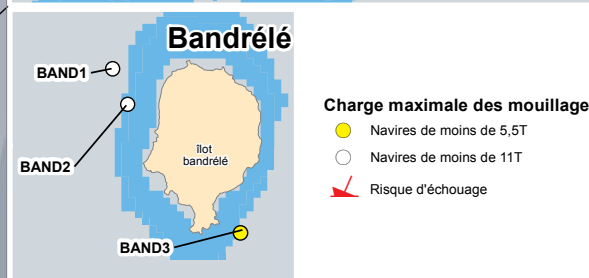 Bandrélé
BAND1
BAND2
îlot
bandrélé
BAND3
Charge maximale des mouillage
Navires de moins de 5,5T
Navires de moins de 11T
Risque d'échouage